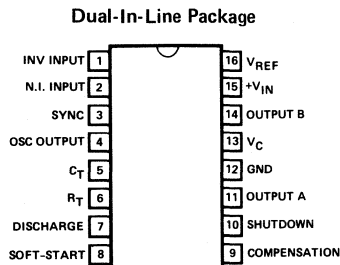 Dual-In-Line Package
INV INPUT 1
16 VREF
N.I. INPUT 2
15 +VIN
SYNC 3
14 OUTPUT B
OSC OUTPUT 4
13 VC
CT 5
12 GND
RT 6
11 OUTPUT A
DISCHARGE 7
10 SHUTDOWN
SOFT-START 8
9 COMPENSATION